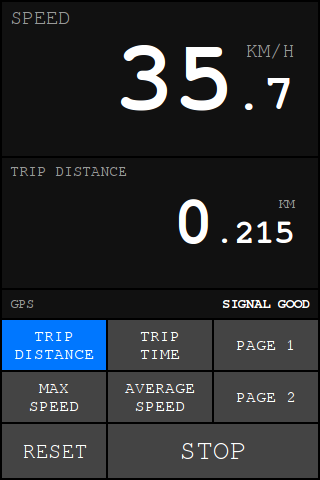 SPEED
KM/H
35.7
TRIP DISTANCE
KM
0.215
GPS SIGNAL GOOD
TRIP DISTANCE
TRIP TIME
PAGE 1
MAX SPEED
AVERAGE SPEED
PAGE 2
RESET
STOP